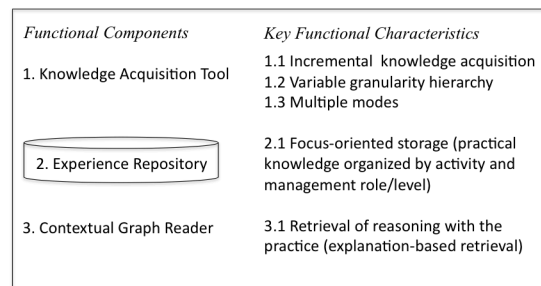 Functional Components
Key Functional Characteristics
1. Knowledge Acquisition Tool
1.1 Incremental knowledge acquisition
1.2 Variable granularity hierarchy
1.3 Multiple modes
2. Experience Repository
2.1 Focus-oriented storage (practical
knowledge organized by activity and
management role/level)
3. Contextual Graph Reader
3.1 Retrieval of reasoning with the
practice (explanation-based retrieval)